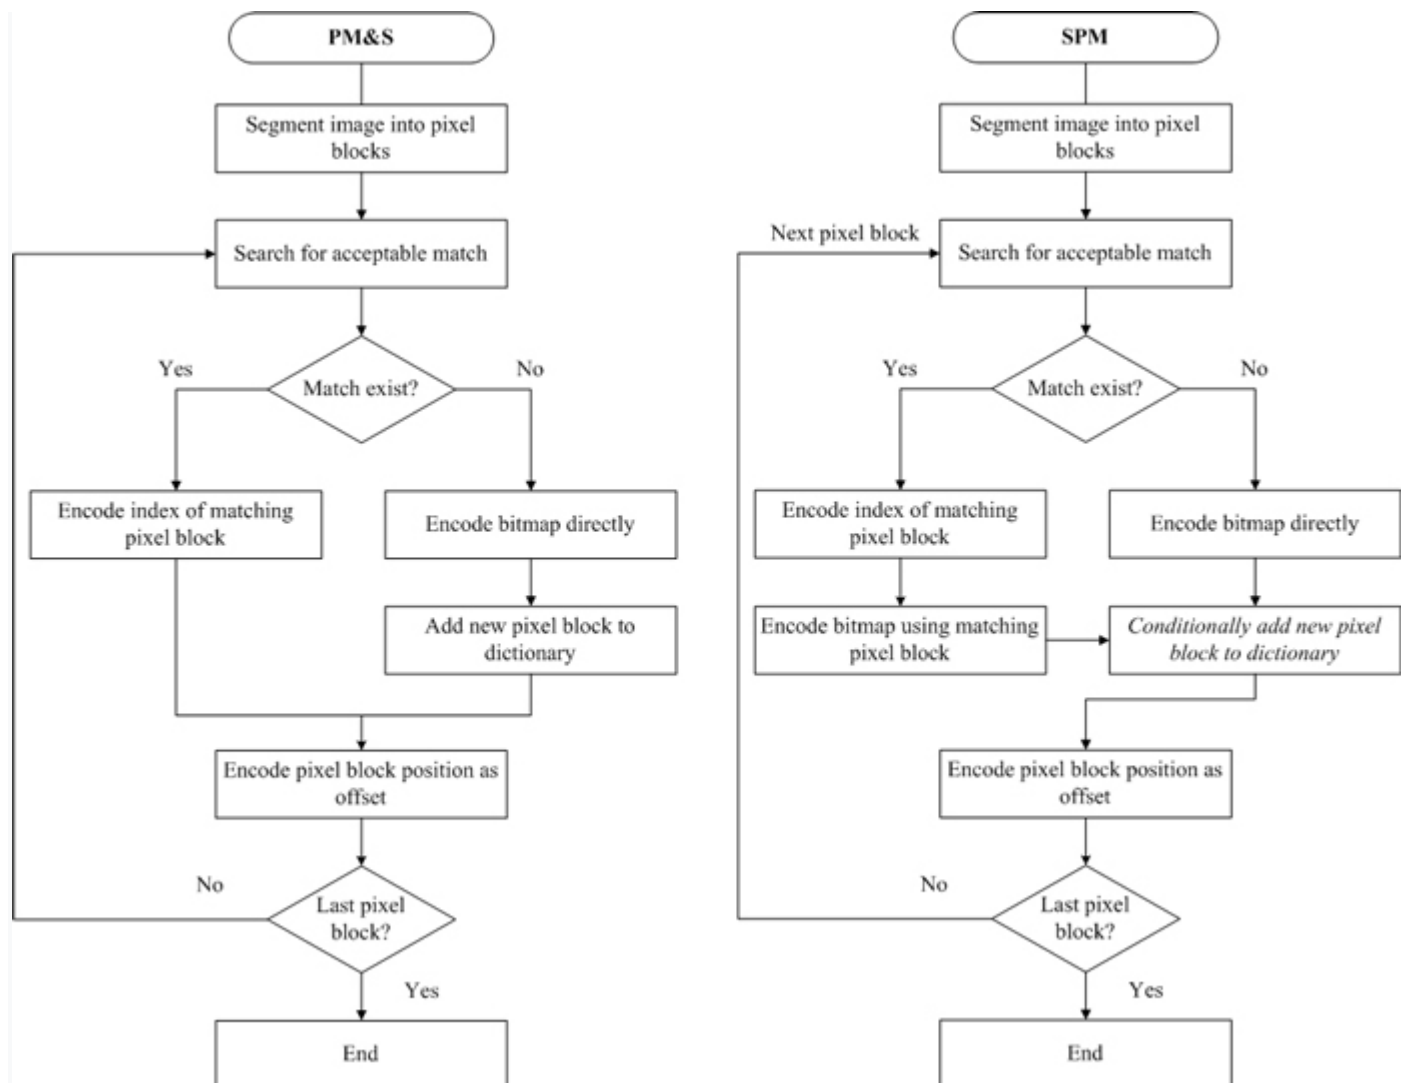 PM&S
Segment image into pixel
blocks
Search for acceptable match
Yes
No
Match exist?
Encode index of matching
pixel block
Encode bitmap directly
Add new pixel block to
dictionary
Encode pixel block position as
offset
No
Last pixel
block?
Yes
End
SPM
Segment image into pixel
blocks
Next pixel block
Search for acceptable match
Yes
No
Match exist?
Encode index of matching
pixel block
Encode bitmap directly
Encode bitmap using matching
pixel block
Conditionally add new pixel
block to dictionary
Encode pixel block position as
offset
No
Last pixel
block?
Yes
End